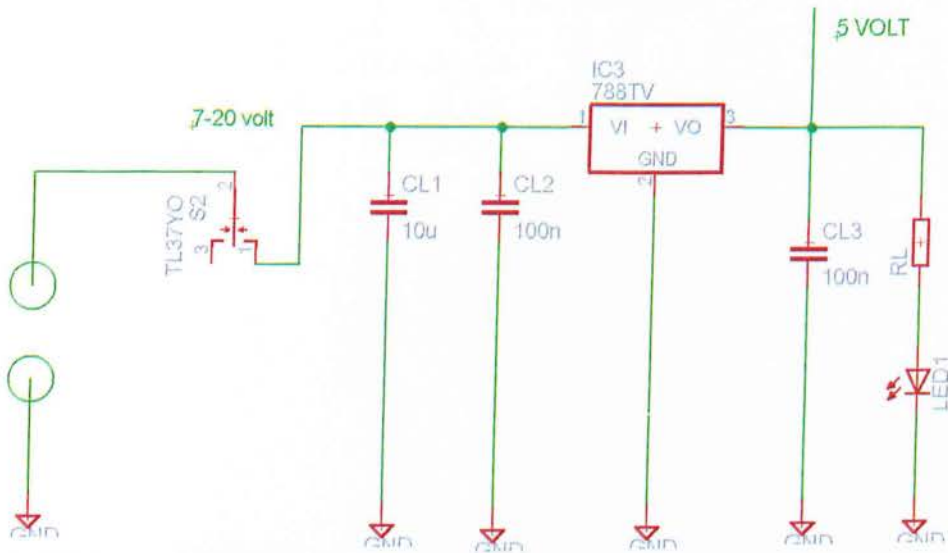 5 VOLT
IC3
788TV
7-20 volt
1
VI + VO
3
GND
2
2
S2
TL37YO
3
1
CL1
10u
CL2
100n
CL3
100n
RL
LED1
GND
GND
GND
GND
GND
GND